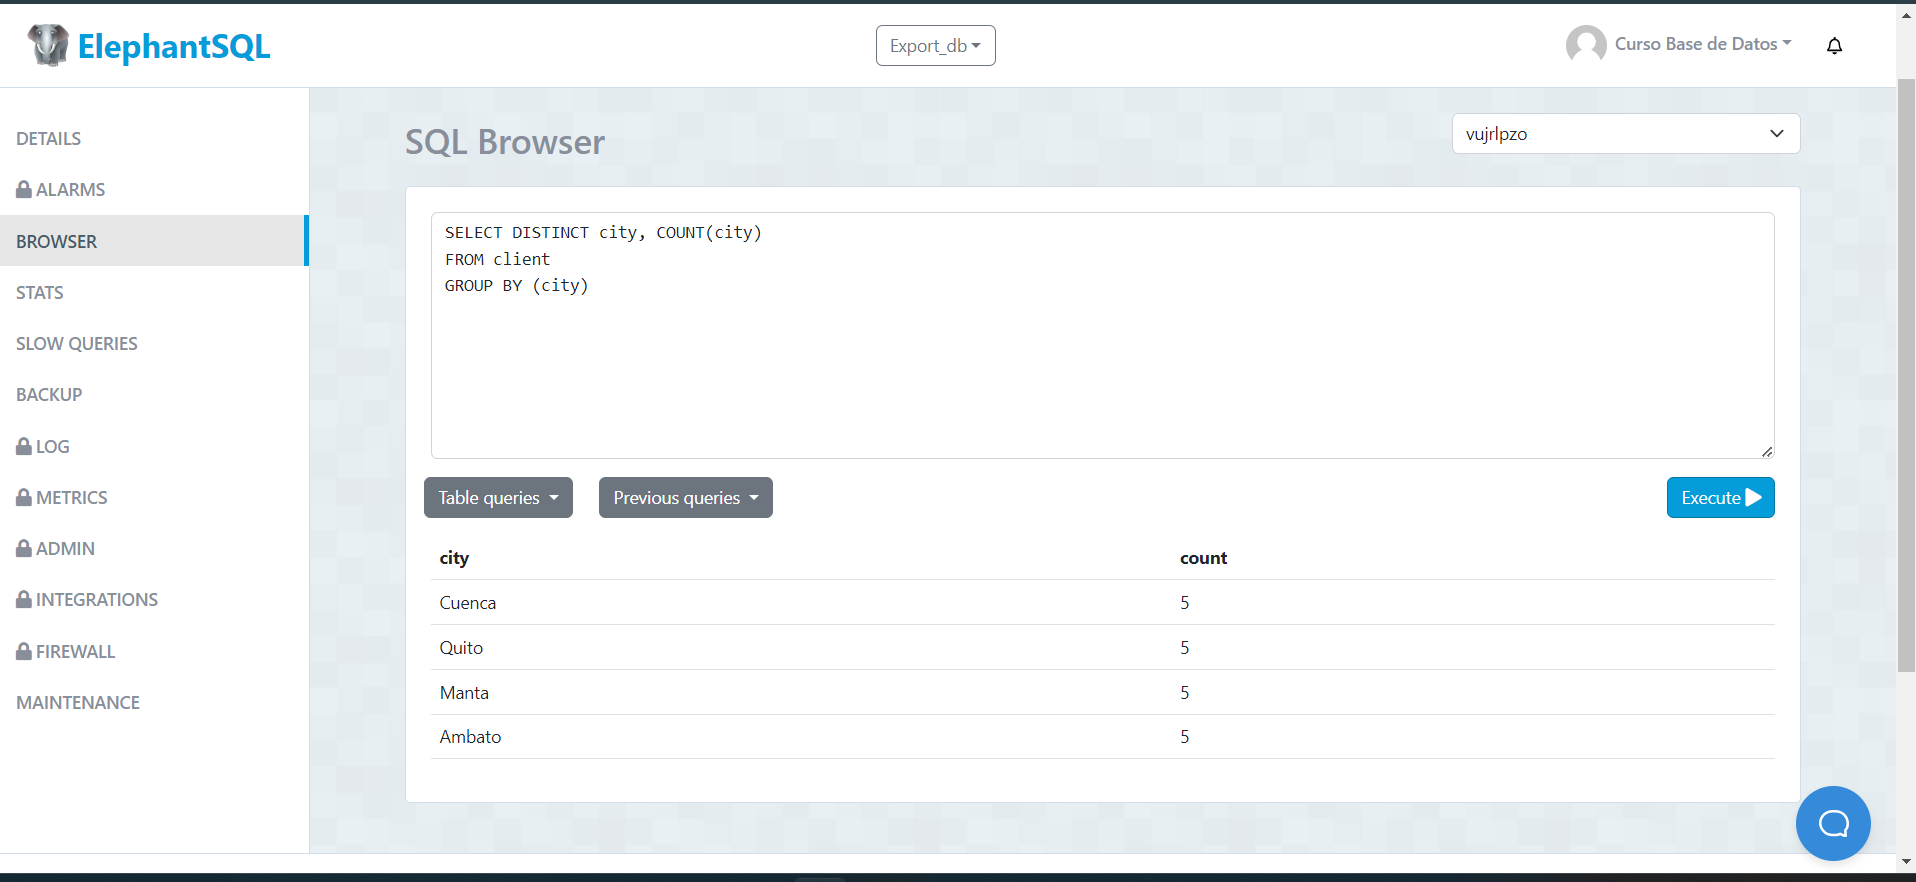 ElephantSQL
Export_db
Curso Base de Datos
DETAILS
ALARMS
BROWSER
STATS
SLOW QUERIES
BACKUP
LOG
METRICS
ADMIN
INTEGRATIONS
FIREWALL
MAINTENANCE
SQL Browser
vujrlpzo
SELECT DISTINCT city, COUNT(city)
FROM client
GROUP BY (city)
Table queries
Previous queries
Execute
city count
Cuenca 5
Quito 5
Manta 5
Ambato 5